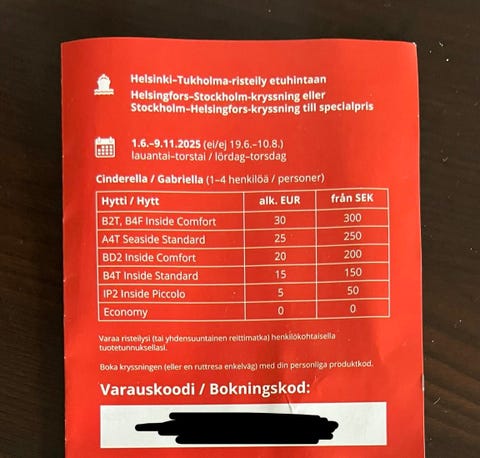 Helsinki–Tukholma-risteily etuhintaan
Helsingfors–Stockholm-kryssning eller
Stockholm–Helsingfors-kryssning till specialpris
1.6.–9.11.2025 (ei/ej 19.6.–10.8.)
lauantai–torstai / lördag–torsdag
Cinderella / Gabriella (1–4 henkilöä / personer)
Hytti / Hytt alk. EUR från SEK
B2T, B4F Inside Comfort 30 300
A4T Seaside Standard 25 250
BD2 Inside Comfort 20 200
B4T Inside Standard 15 150
IP2 Inside Piccolo 5 50
Economy 0 0
Varaa risteilysi (tai yhdensuuntainen reittimatka) henkilökohtaisella
tuotetunnuksellasi.
Boka kryssningen (eller en ruttresa enkelväg) med din personliga produktkod.
Varauskoodi / Bokningskod: